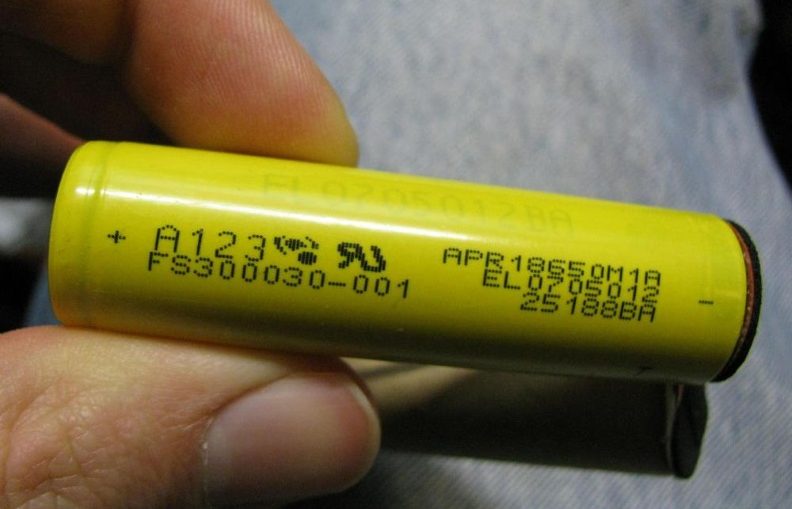 + A123
FS300030-001
APR18650M1A
EL0705012
25188BA
-